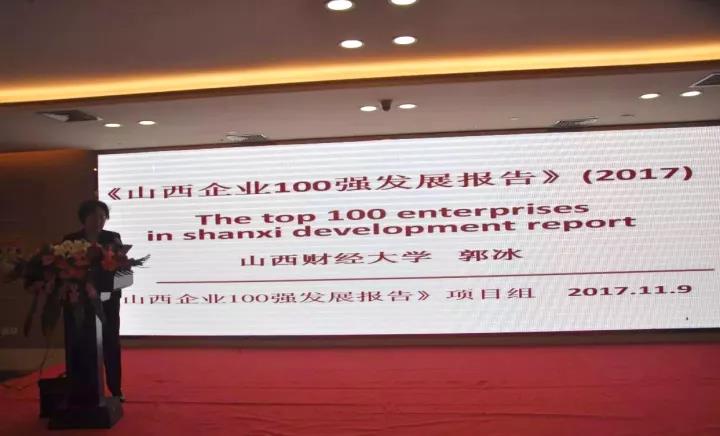 《山西企业100强发展报告》(2017)
The top 100 enterprises
in shanxi development report
山西财经大学 郭冰
山西企业100强发展报告》项目组 2017.11.9